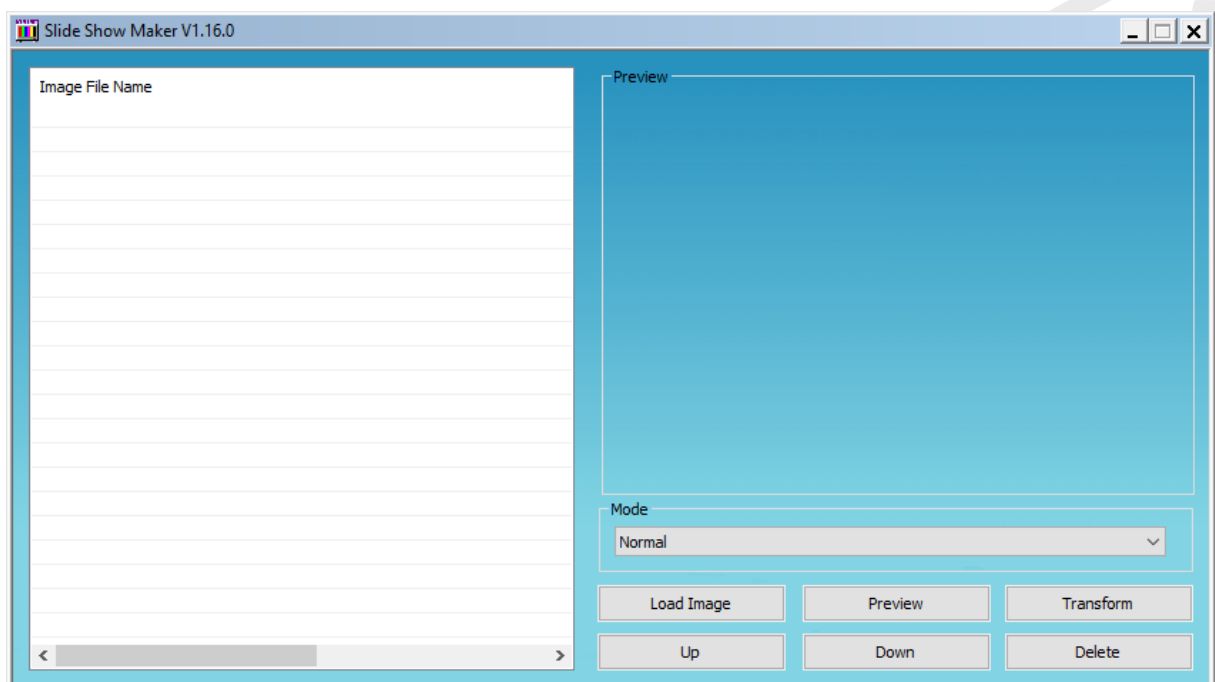 Slide Show Maker V1.16.0
Image File Name
Preview
Mode
Normal
Load Image
Preview
Transform
Up
Down
Delete